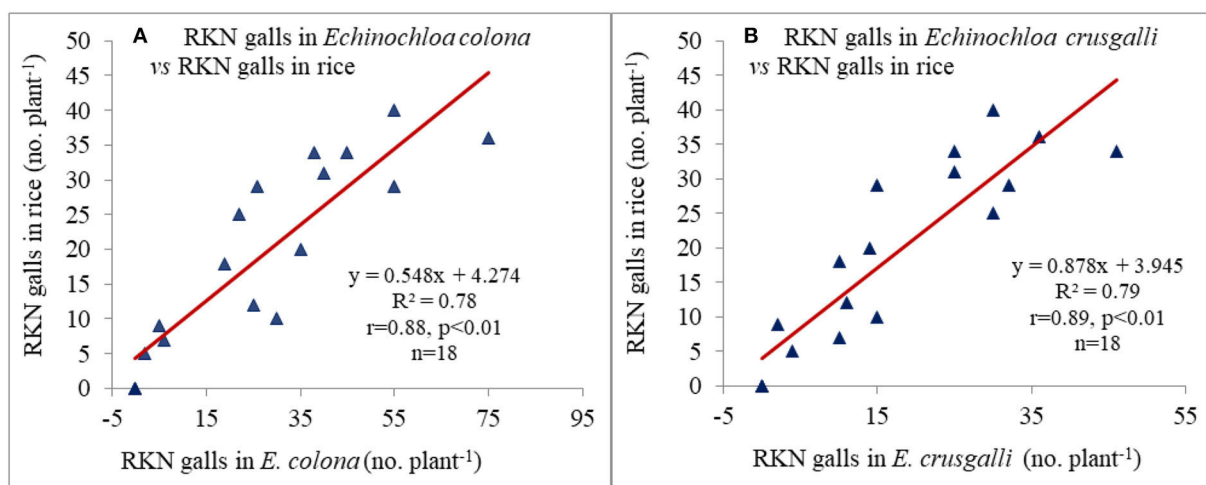 A RKN galls in Echinochloa colona
vs RKN galls in rice
RKN galls in rice (no. plant⁻¹)
50
45
40
35
30
25
20
15
10
5
0
y = 0.548x + 4.274
R² = 0.78
r=0.88, p<0.01
n=18
-5 15 35 55 75 95
RKN galls in E. colona (no. plant⁻¹)
B RKN galls in Echinochloa crusgalli
vs RKN galls in rice
RKN galls in rice (no. plant⁻¹)
50
45
40
35
30
25
20
15
10
5
0
y = 0.878x + 3.945
R² = 0.79
r=0.89, p<0.01
n=18
-5 15 35 55
RKN galls in E. crusgalli (no. plant⁻¹)